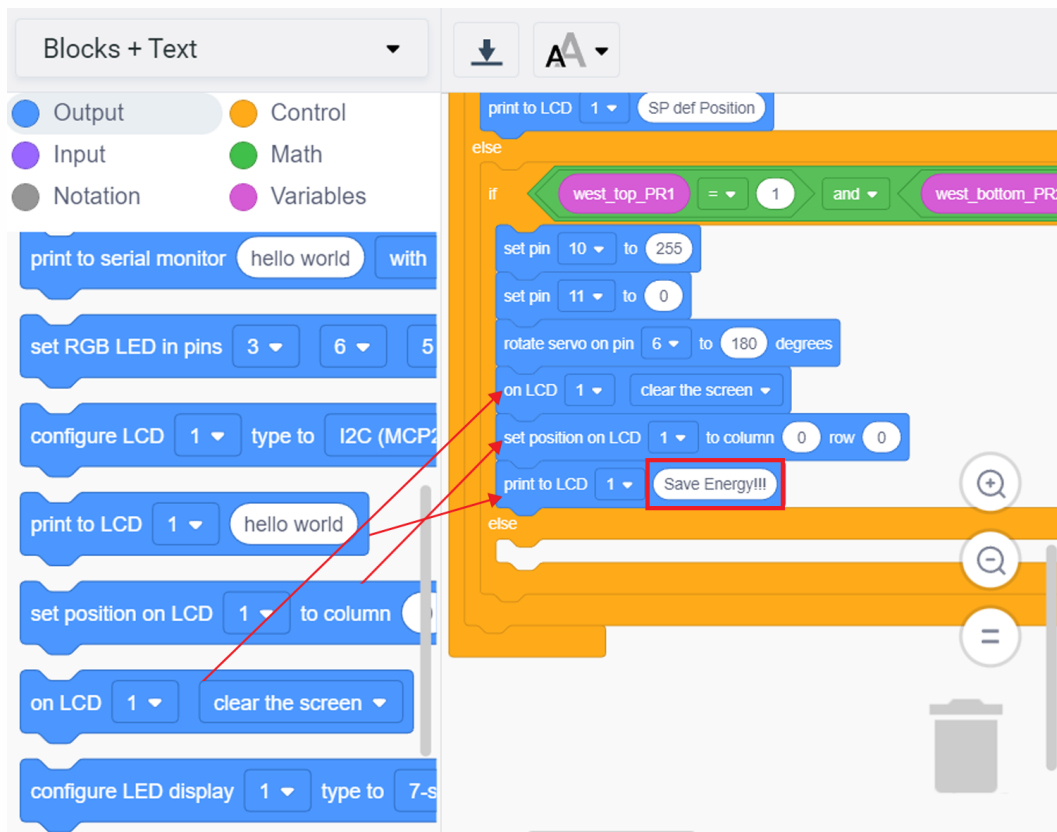 Blocks + Text
AA
Output
Control
Input
Math
Notation
Variables
print to serial monitor hello world with
set RGB LED in pins 3 6 5
configure LCD 1 type to I2C (MCP2
print to LCD 1 hello world
set position on LCD 1 to column
on LCD 1 clear the screen
configure LED display 1 type to 7-s
print to LCD 1 SP def Position
else
if west_top_PR1 = 1 and west_bottom_PR
set pin 10 to 255
set pin 11 to 0
rotate servo on pin 6 to 180 degrees
on LCD 1 clear the screen
set position on LCD 1 to column 0 row 0
print to LCD 1 Save Energy!!!
else